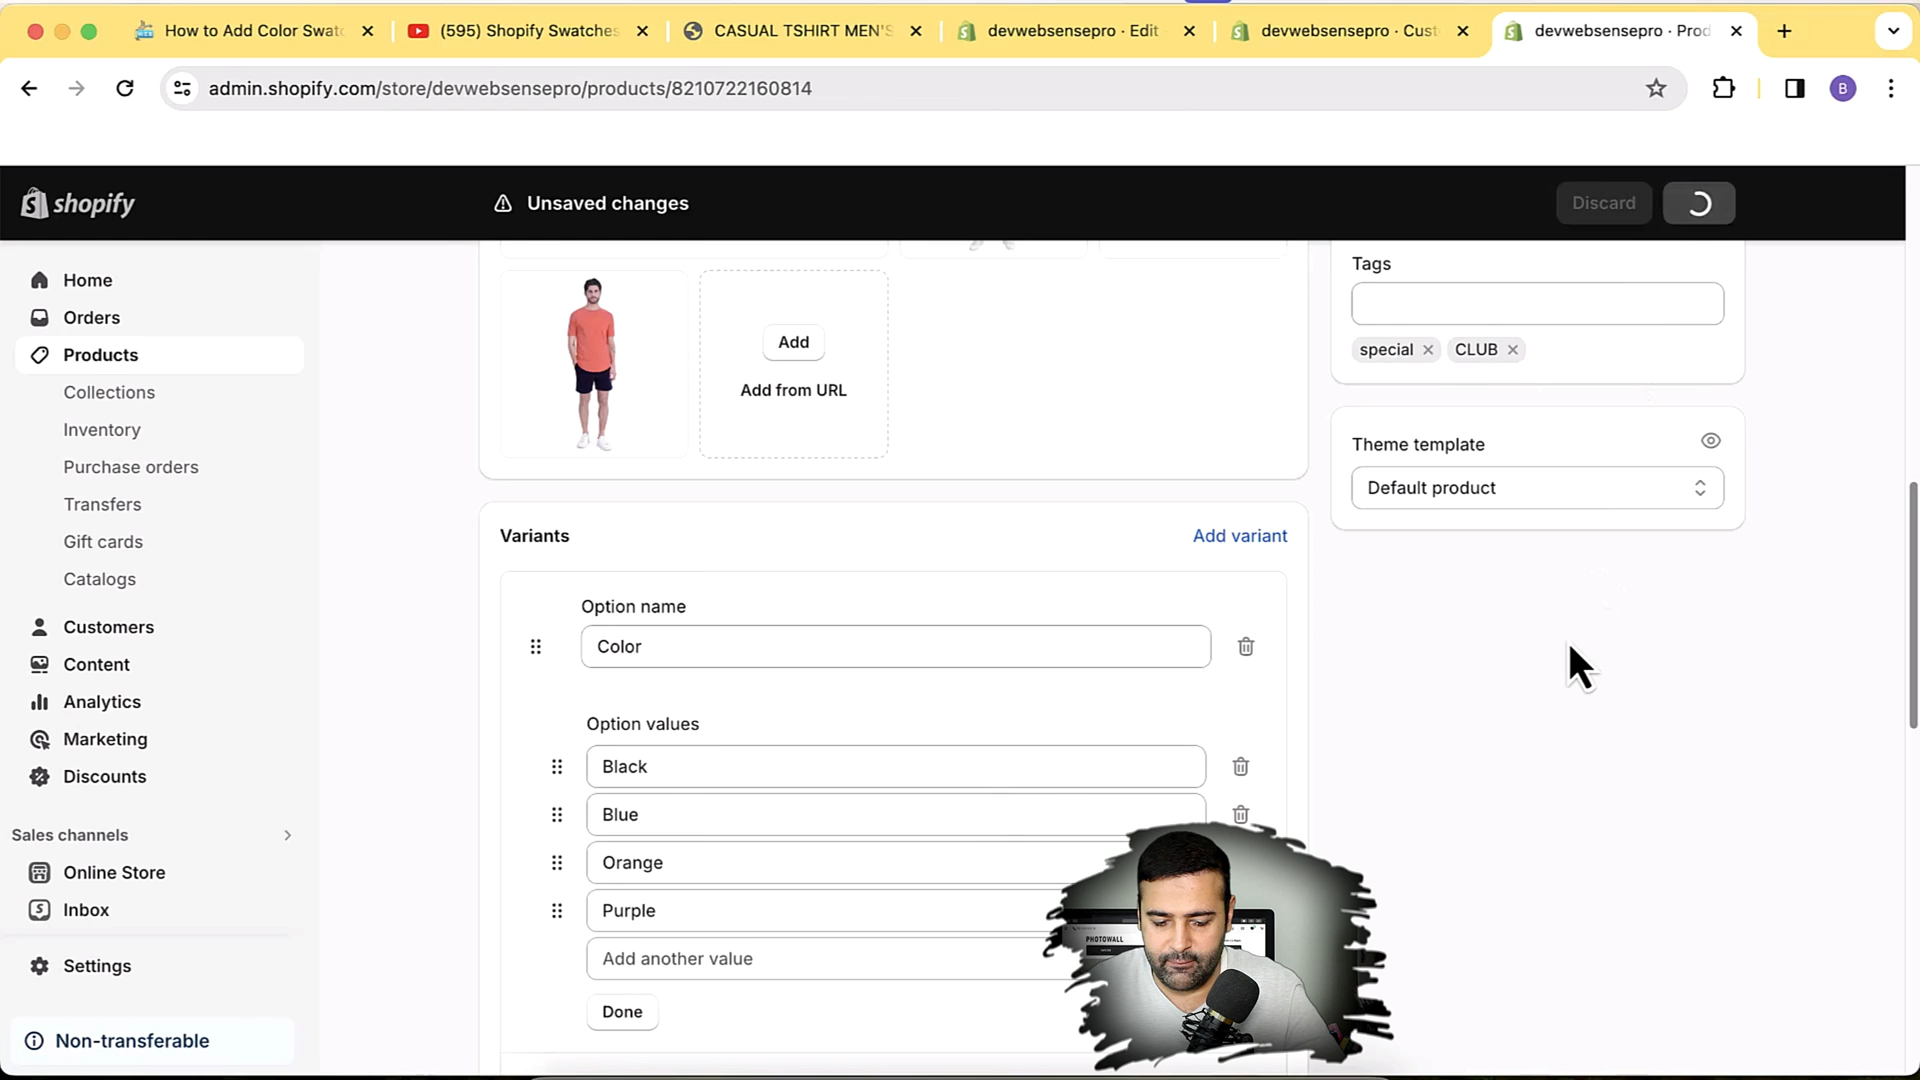 How to Add Color Swat
(595) Shopify Swatches
CASUAL TSHIRT MEN'S
devwebsensepro · Edit
devwebsensepro · Cust
devwebsensepro · Prod
admin.shopify.com/store/devwebsensepro/products/8210722160814
B
shopify
Unsaved changes
Discard
Home
Orders
Products
Collections
Inventory
Purchase orders
Transfers
Gift cards
Catalogs
Customers
Content
Analytics
Marketing
Discounts
Sales channels
Online Store
Inbox
Settings
Non-transferable
Add
Add from URL
Variants
Add variant
Option name
Color
Option values
Black
Blue
Orange
Purple
Add another value
Done
Tags
special
CLUB
Theme template
Default product
PHOTOWALL